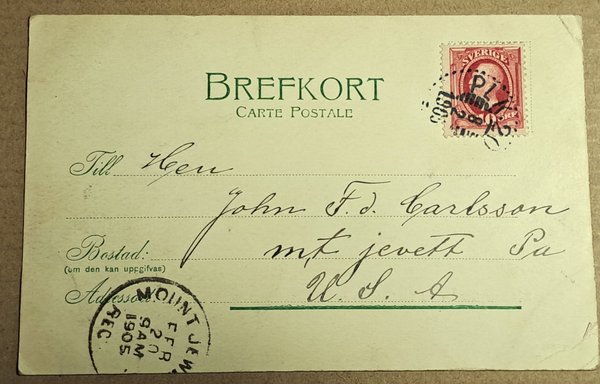 BREFKORT
CARTE POSTALE
SVERIGE
Till Herr
John F. d. Carlsson
Bostad: mt jevett Pa
(om den kan uppgifvas)
Adressort: U. S. A
MOUNT JEW
FEB
20
9 AM
1905
REC'